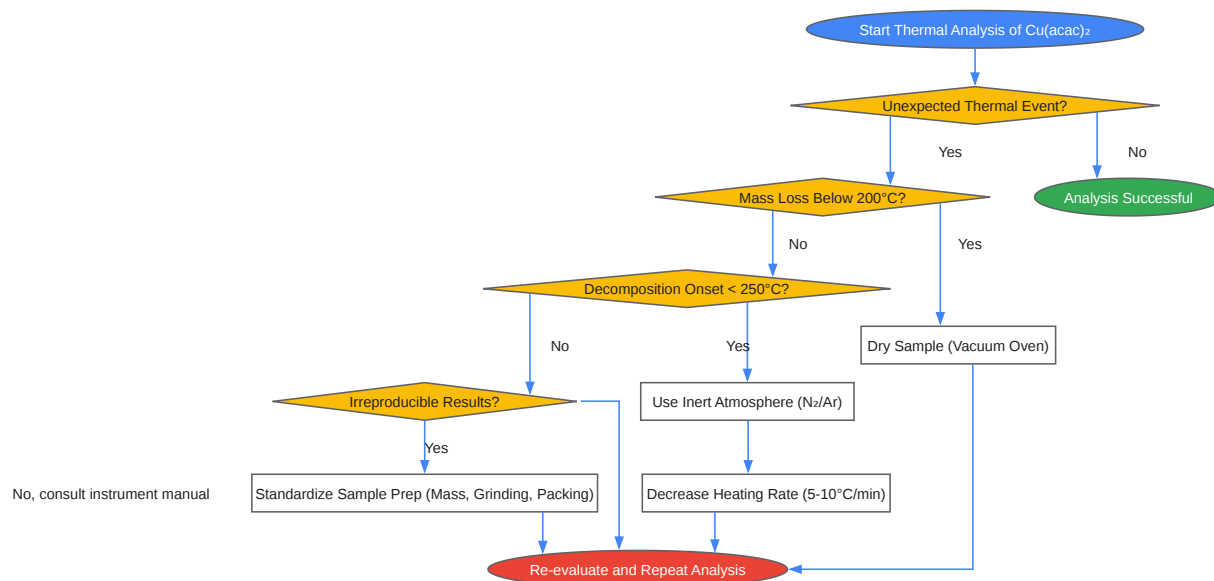 Start Thermal Analysis of Cu(acac)₂
Unexpected Thermal Event?
Yes
No
Mass Loss Below 200°C?
Analysis Successful
No
Yes
Decomposition Onset < 250°C?
No
Yes
Dry Sample (Vacuum Oven)
Irreproducible Results?
Use Inert Atmosphere (N₂/Ar)
Yes
No, consult instrument manual
Standardize Sample Prep (Mass, Grinding, Packing)
Decrease Heating Rate (5-10°C/min)
Re-evaluate and Repeat Analysis